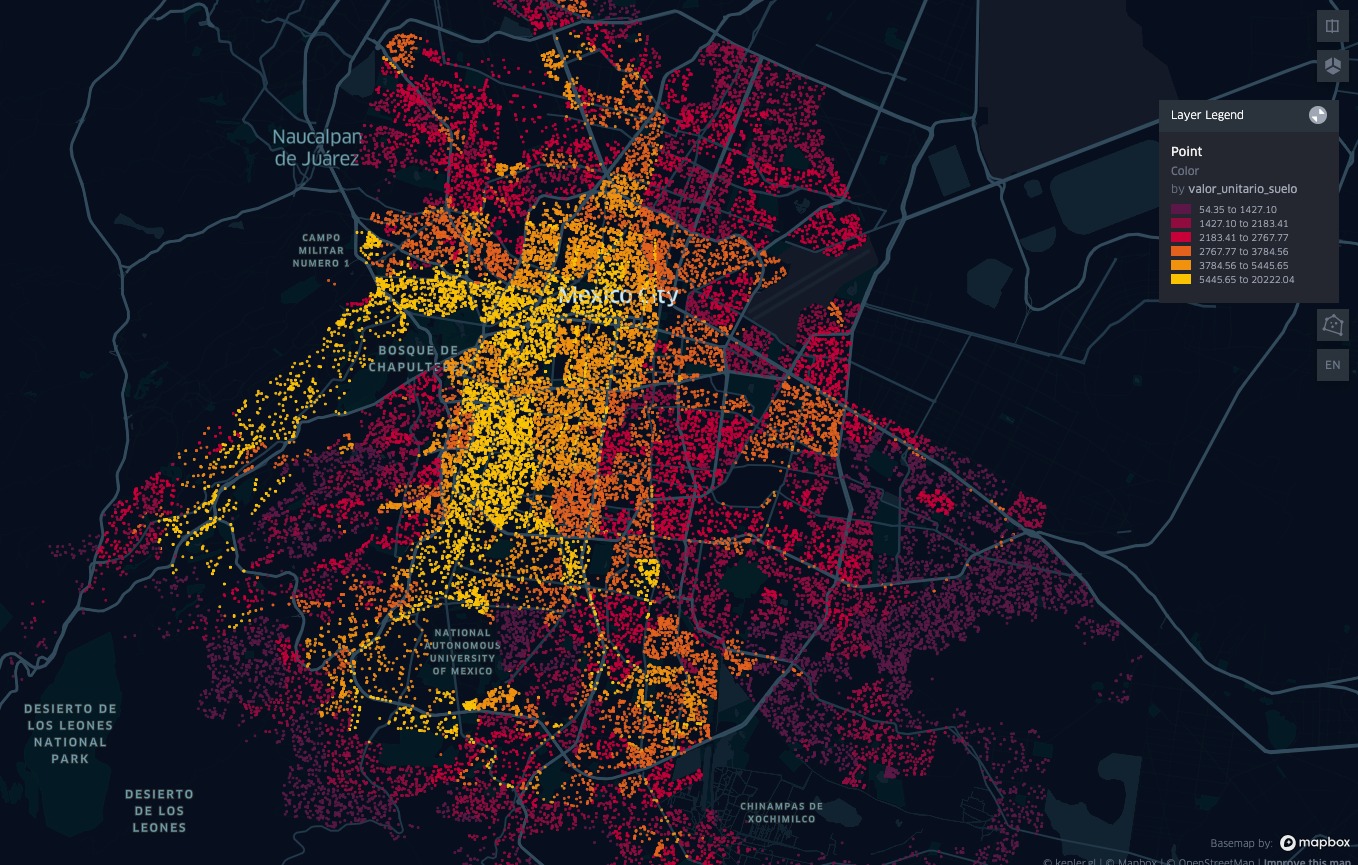 Naucalpan
de Juárez
CAMPO
MILITAR
NUMERO 1
Mexico City
BOSQUE DE
CHAPULTEPEC
NATIONAL
AUTONOMOUS
UNIVERSITY
OF MEXICO
DESIERTO DE
LOS LEONES
NATIONAL
PARK
DESIERTO
DE LOS
LEONES
CHINAMPAS DE
XOCHIMILCO
Layer Legend
Point
Color
by valor_unitario_suelo
54.35 to 1427.10
1427.10 to 2183.41
2183.41 to 2767.77
2767.77 to 3784.56
3784.56 to 5445.65
5445.65 to 20222.04
EN
Basemap by: mapbox
© kepler.gl | © Mapbox | © OpenStreetMap | Improve this map